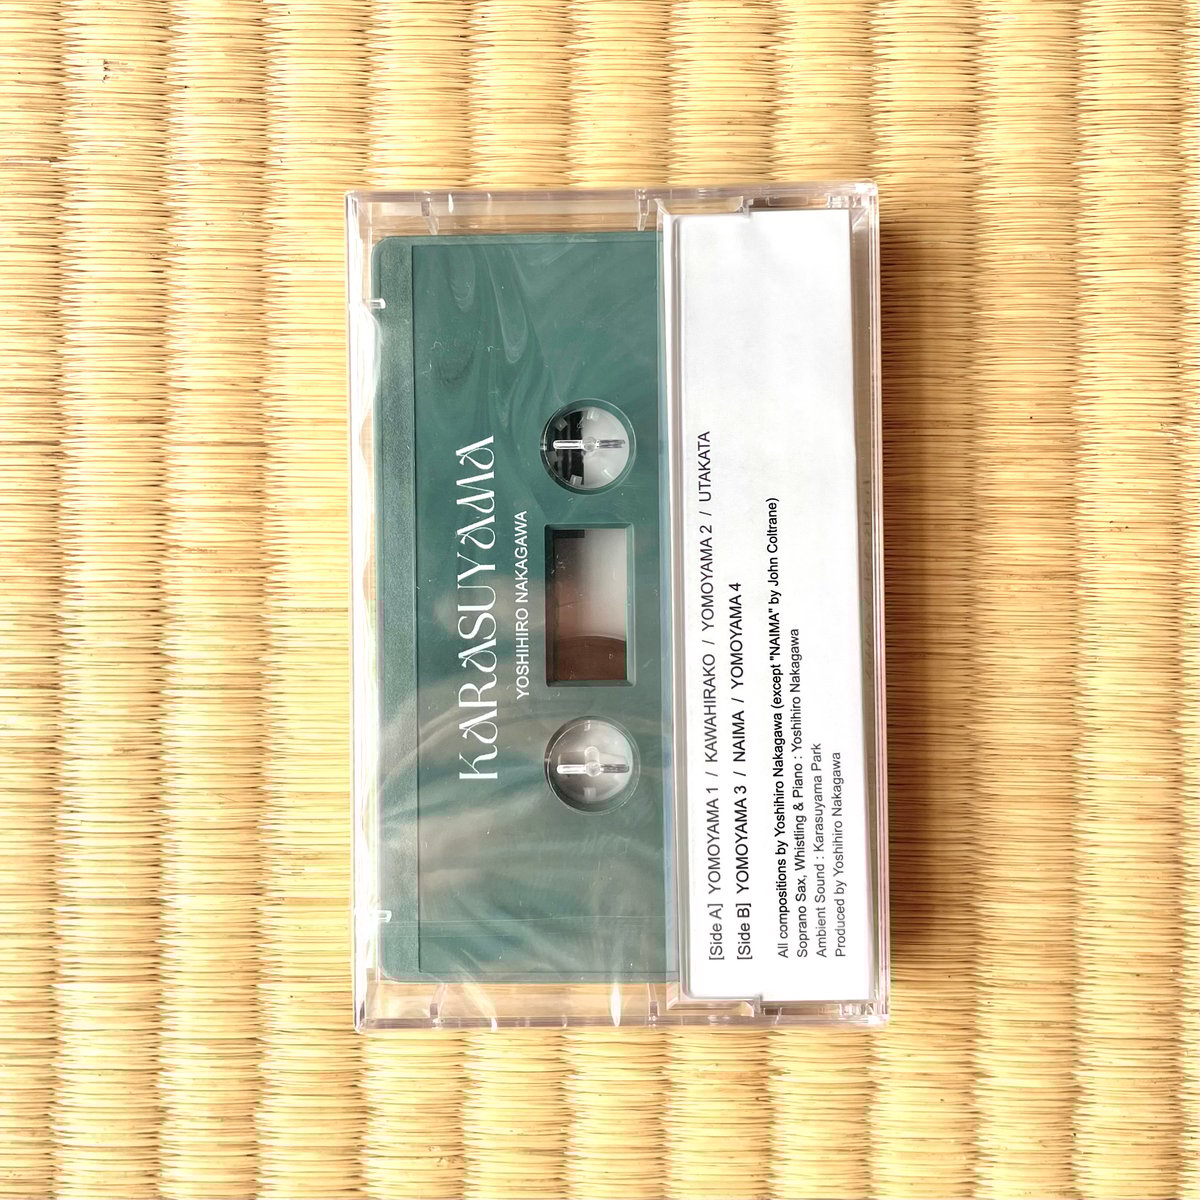 KARASUYAMA
YOSHIHIRO NAKAGAWA
[Side A] YOMOYAMA 1 / KAWAHIRAKO / YOMOYAMA 2 / UTAKATA
[Side B] YOMOYAMA 3 / NAIMA / YOMOYAMA 4
All compositions by Yoshihiro Nakagawa (except "NAIMA" by John Coltrane)
Soprano Sax, Whistling & Piano : Yoshihiro Nakagawa
Ambient Sound : Karasuyama Park
Produced by Yoshihiro Nakagawa